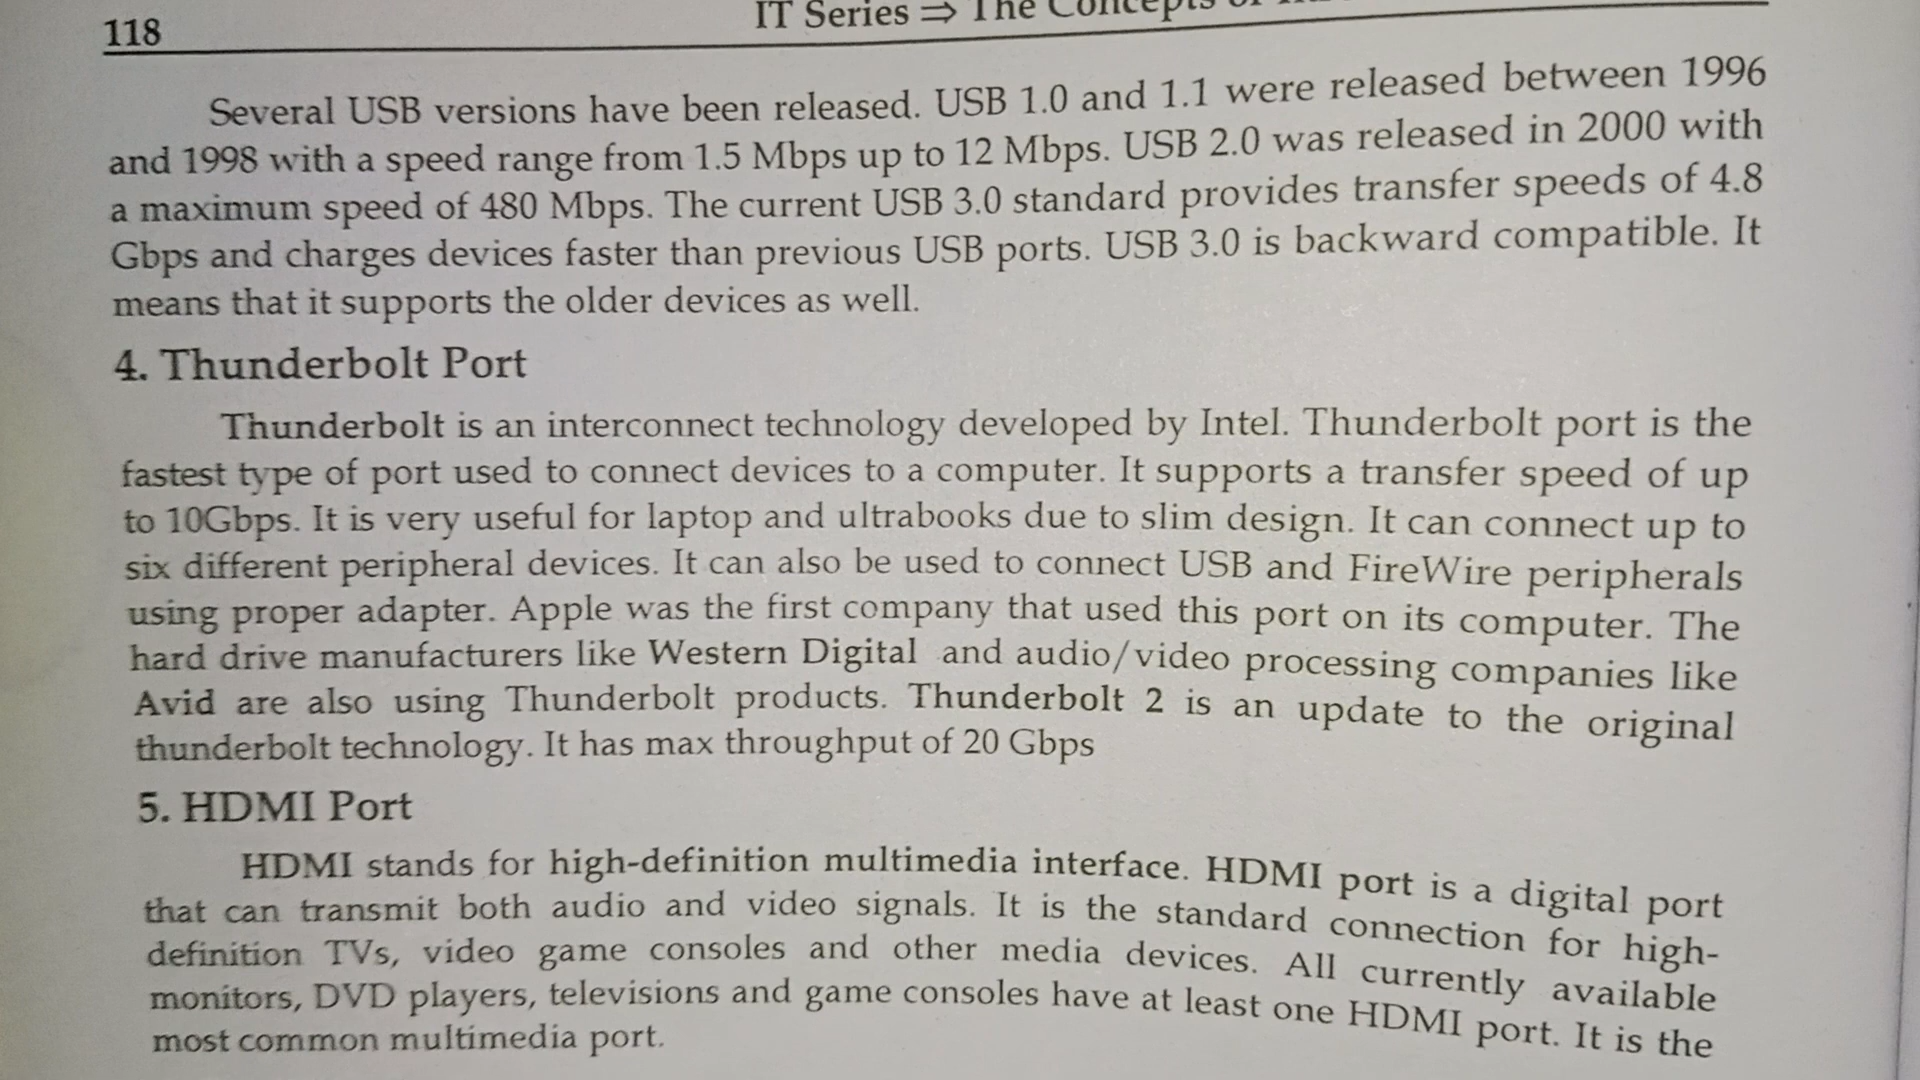 118
IT Series ⇒ The Concepts of
Several USB versions have been released. USB 1.0 and 1.1 were released between 1996
and 1998 with a speed range from 1.5 Mbps up to 12 Mbps. USB 2.0 was released in 2000 with
a maximum speed of 480 Mbps. The current USB 3.0 standard provides transfer speeds of 4.8
Gbps and charges devices faster than previous USB ports. USB 3.0 is backward compatible. It
means that it supports the older devices as well.
4. Thunderbolt Port
Thunderbolt is an interconnect technology developed by Intel. Thunderbolt port is the
fastest type of port used to connect devices to a computer. It supports a transfer speed of up
to 10Gbps. It is very useful for laptop and ultrabooks due to slim design. It can connect up to
six different peripheral devices. It can also be used to connect USB and FireWire peripherals
using proper adapter. Apple was the first company that used this port on its computer. The
hard drive manufacturers like Western Digital and audio/video processing companies like
Avid are also using Thunderbolt products. Thunderbolt 2 is an update to the original
thunderbolt technology. It has max throughput of 20 Gbps
5. HDMI Port
HDMI stands for high-definition multimedia interface. HDMI port is a digital port
that can transmit both audio and video signals. It is the standard connection for high-
definition TVs, video game consoles and other media devices. All currently available
monitors, DVD players, televisions and game consoles have at least one HDMI port. It is the
most common multimedia port.